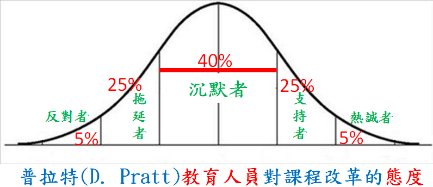 40%
25% 沉默者 25%
反對者 拖延者 支持者 熱誠者
5% 5%
普拉特(D. Pratt)教育人員對課程改革的態度